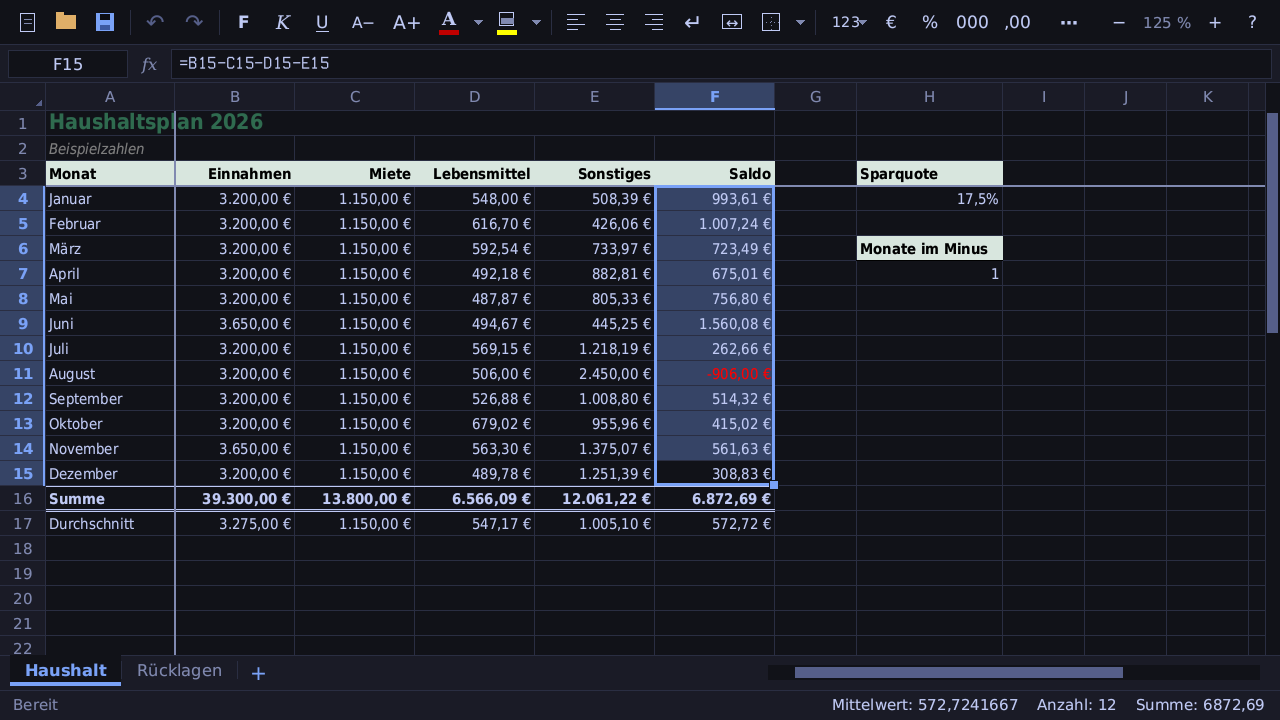 F K U A− A+ A 123 € % 000 ,00 ⋯ − 125 % + ?
F15 fx =B15-C15-D15-E15
A B C D E F G H I J K
1 Haushaltsplan 2026
2 Beispielzahlen
3 Monat Einnahmen Miete Lebensmittel Sonstiges Saldo Sparquote
4 Januar 3.200,00 € 1.150,00 € 548,00 € 508,39 € 993,61 € 17,5%
5 Februar 3.200,00 € 1.150,00 € 616,70 € 426,06 € 1.007,24 €
6 März 3.200,00 € 1.150,00 € 592,54 € 733,97 € 723,49 € Monate im Minus
7 April 3.200,00 € 1.150,00 € 492,18 € 882,81 € 675,01 € 1
8 Mai 3.200,00 € 1.150,00 € 487,87 € 805,33 € 756,80 €
9 Juni 3.650,00 € 1.150,00 € 494,67 € 445,25 € 1.560,08 €
10 Juli 3.200,00 € 1.150,00 € 569,15 € 1.218,19 € 262,66 €
11 August 3.200,00 € 1.150,00 € 506,00 € 2.450,00 € -906,00 €
12 September 3.200,00 € 1.150,00 € 526,88 € 1.008,80 € 514,32 €
13 Oktober 3.200,00 € 1.150,00 € 679,02 € 955,96 € 415,02 €
14 November 3.650,00 € 1.150,00 € 563,30 € 1.375,07 € 561,63 €
15 Dezember 3.200,00 € 1.150,00 € 489,78 € 1.251,39 € 308,83 €
16 Summe 39.300,00 € 13.800,00 € 6.566,09 € 12.061,22 € 6.872,69 €
17 Durchschnitt 3.275,00 € 1.150,00 € 547,17 € 1.005,10 € 572,72 €
18
19
20
21
22
Haushalt Rücklagen +
Bereit Mittelwert: 572,7241667 Anzahl: 12 Summe: 6872,69